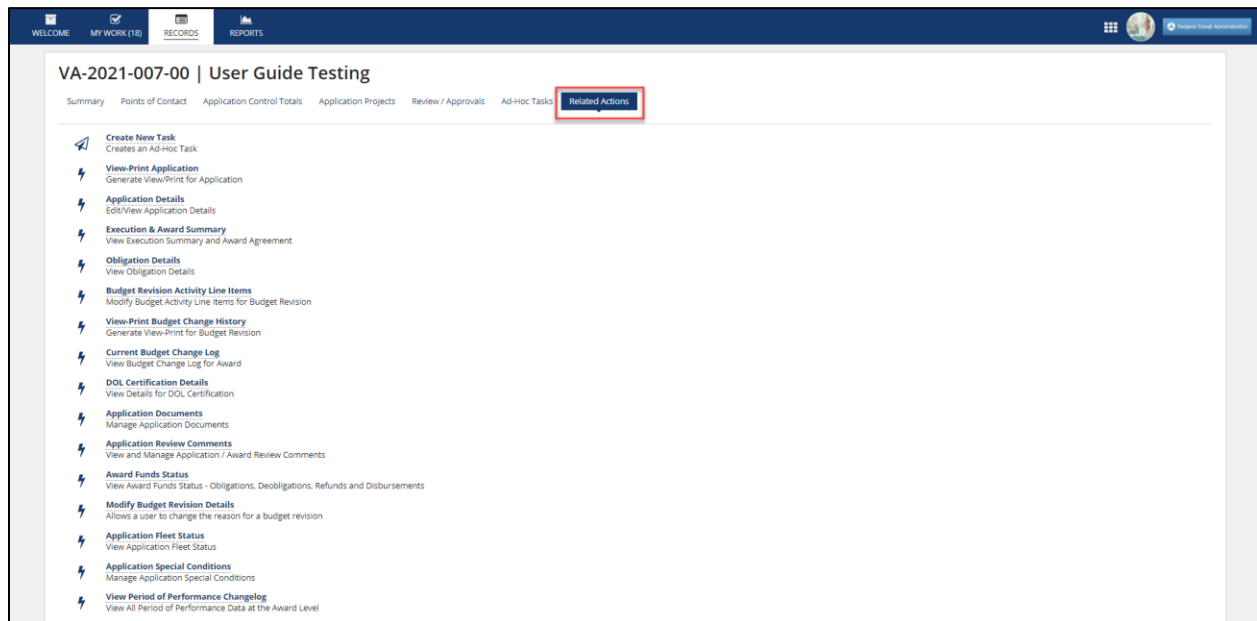 WELCOME MY WORK (18) RECORDS REPORTS
Federal Transit Administration
VA-2021-007-00 | User Guide Testing
Summary Points of Contact Application Control Totals Application Projects Review / Approvals Ad-Hoc Tasks Related Actions
Create New Task
Creates an Ad-Hoc Task
View-Print Application
Generate View/Print for Application
Application Details
Edit/View Application Details
Execution & Award Summary
View Execution Summary and Award Agreement
Obligation Details
View Obligation Details
Budget Revision Activity Line Items
Modify Budget Activity Line Items for Budget Revision
View-Print Budget Change History
Generate View-Print for Budget Revision
Current Budget Change Log
View Budget Change Log for Award
DOL Certification Details
View Details for DOL Certification
Application Documents
Manage Application Documents
Application Review Comments
View and Manage Application / Award Review Comments
Award Funds Status
View Award Funds Status - Obligations, Deobligations, Refunds and Disbursements
Modify Budget Revision Details
Allows a user to change the reason for a budget revision
Application Fleet Status
View Application Fleet Status
Application Special Conditions
Manage Application Special Conditions
View Period of Performance Changelog
View All Period of Performance Data at the Award Level